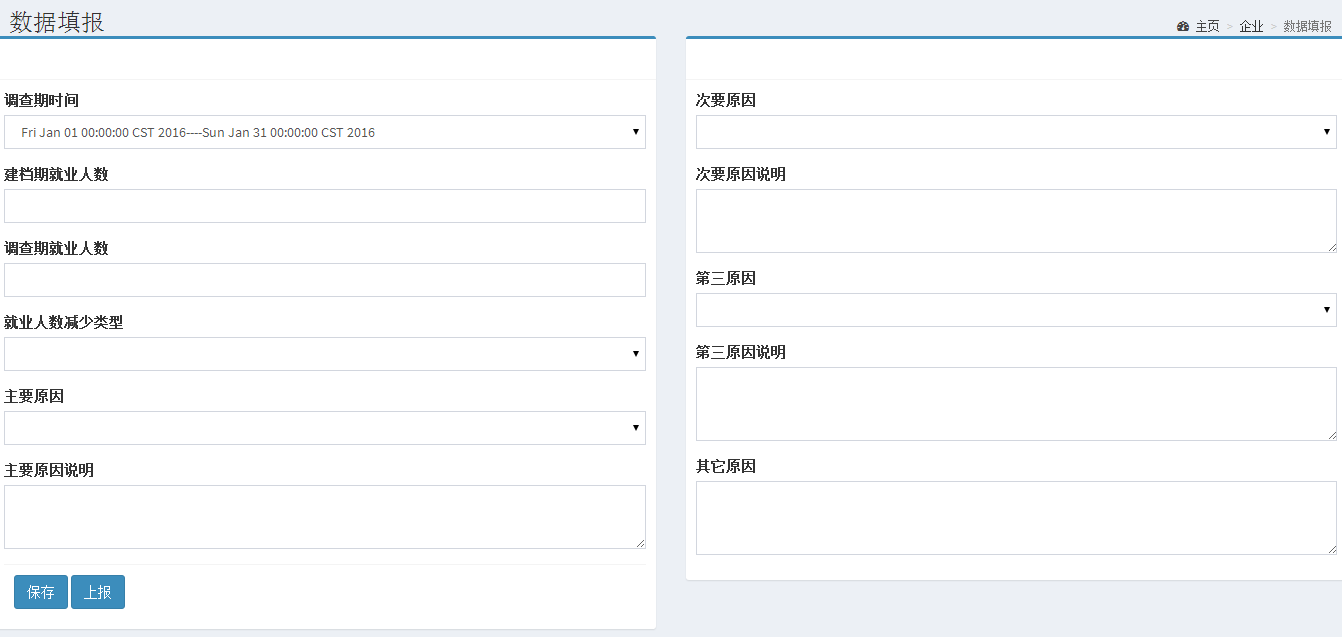 数据填报
主页 > 企业 > 数据填报
调查期时间
Fri Jan 01 00:00:00 CST 2016----Sun Jan 31 00:00:00 CST 2016
建档期就业人数
调查期就业人数
就业人数减少类型
主要原因
主要原因说明
保存 上报
次要原因
次要原因说明
第三原因
第三原因说明
其它原因